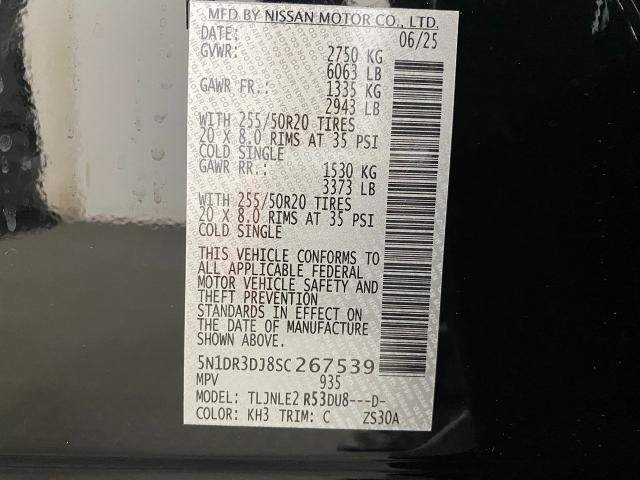 MFD BY NISSAN MOTOR CO., LTD.
DATE: 06/25
GVWR: 2750 KG
6063 LB
GAWR FR.: 1335 KG
2943 LB
WITH 255/50R20 TIRES
20 X 8.0 RIMS AT 35 PSI
COLD SINGLE
GAWR RR.: 1530 KG
3373 LB
WITH 255/50R20 TIRES
20 X 8.0 RIMS AT 35 PSI
COLD SINGLE
THIS VEHICLE CONFORMS TO
ALL APPLICABLE FEDERAL
MOTOR VEHICLE SAFETY AND
THEFT PREVENTION
STANDARDS IN EFFECT ON
THE DATE OF MANUFACTURE
SHOWN ABOVE.
5N1DR3DJ8SC267539
MPV 935
MODEL: TLJNLE2 R53DU8---D-
COLOR: KH3 TRIM: C ZS30A